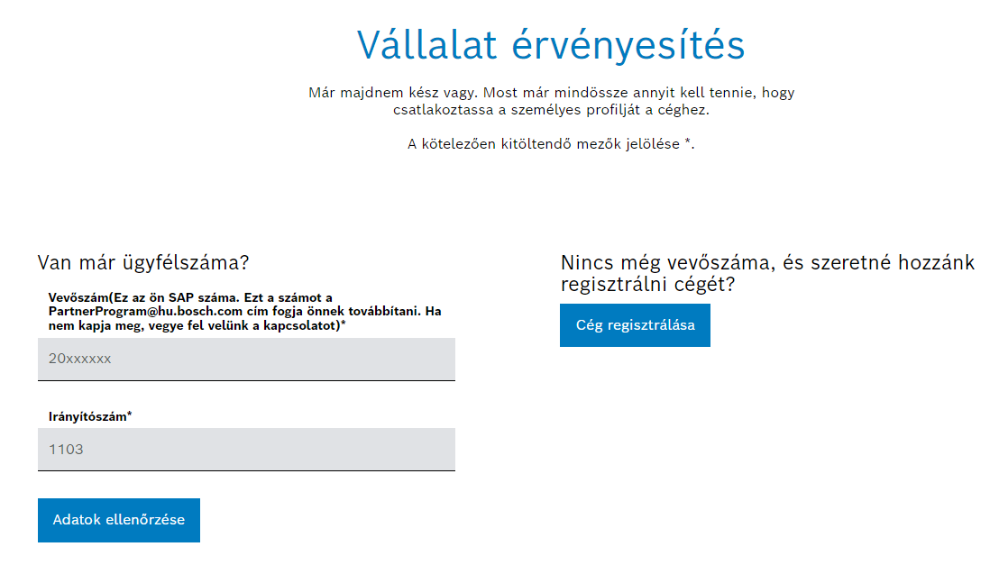 Vállalat érvényesítés
Már majdnem kész vagy. Most már mindössze annyit kell tennie, hogy
csatlakoztassa a személyes profilját a céghez.
A kötelezően kitöltendő mezők jelölése *.
Van már ügyfélszáma?
Vevőszám(Ez az ön SAP száma. Ezt a számot a
PartnerProgram@hu.bosch.com cím fogja önnek továbbítani. Ha
nem kapja meg, vegye fel velünk a kapcsolatot)*
20xxxxxx
Irányítószám*
1103
Adatok ellenőrzése
Nincs még vevőszáma, és szeretné hozzánk
regisztrálni cégét?
Cég regisztrálása